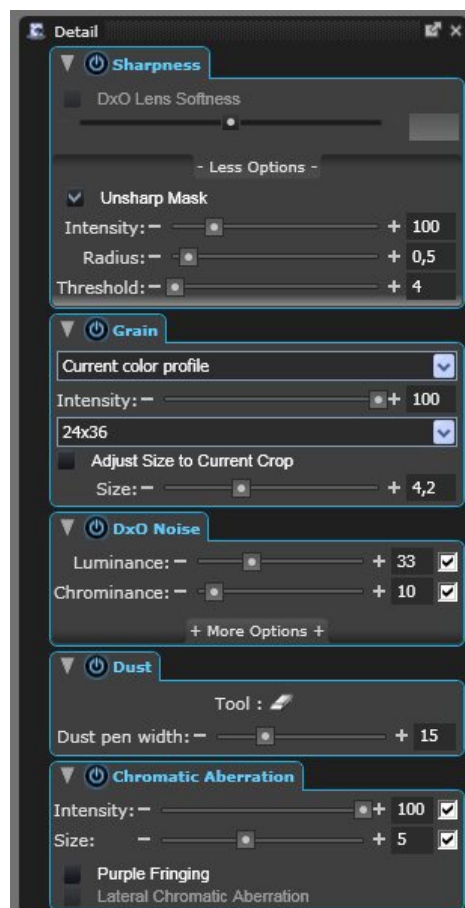 Detail
Sharpness
DxO Lens Softness
- Less Options -
Unsharp Mask
Intensity: − + 100
Radius: − + 0,5
Threshold: − + 4
Grain
Current color profile
Intensity: − + 100
24x36
Adjust Size to Current Crop
Size: − + 4,2
DxO Noise
Luminance: − + 33
Chrominance: − + 10
+ More Options +
Dust
Tool :
Dust pen width: − + 15
Chromatic Aberration
Intensity: − + 100
Size: − + 5
Purple Fringing
Lateral Chromatic Aberration